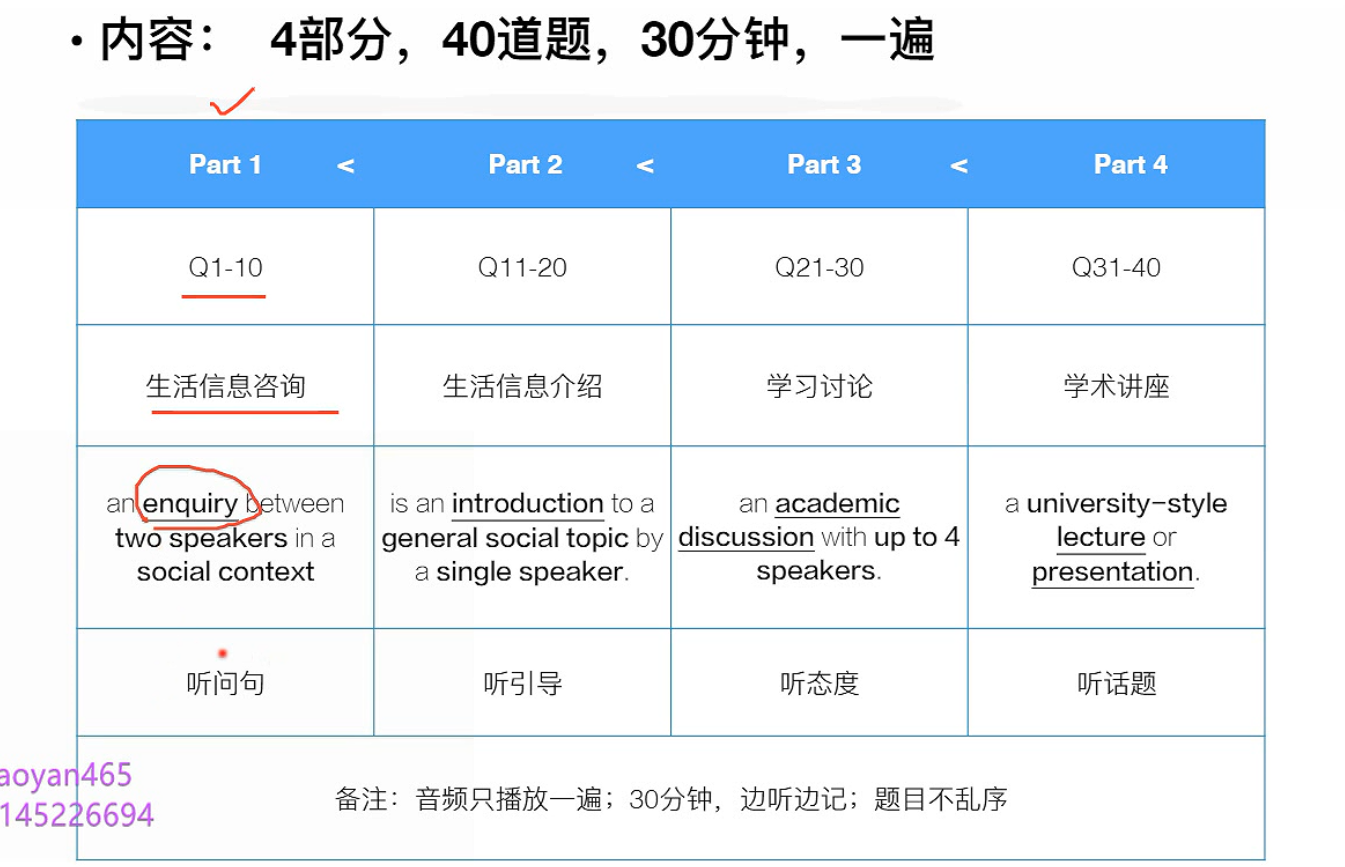 • 内容： 4部分，40道题，30分钟，一遍
Part 1 < Part 2 < Part 3 < Part 4
Q1-10 Q11-20 Q21-30 Q31-40
生活信息咨询 生活信息介绍 学习讨论 学术讲座
an enquiry between
two speakers in a
social context
is an introduction to a
general social topic by
a single speaker.
an academic
discussion with up to 4
speakers.
a university-style
lecture or
presentation.
听问句 听引导 听态度 听话题
备注：音频只播放一遍；30分钟，边听边记；题目不乱序
aoyan465
145226694